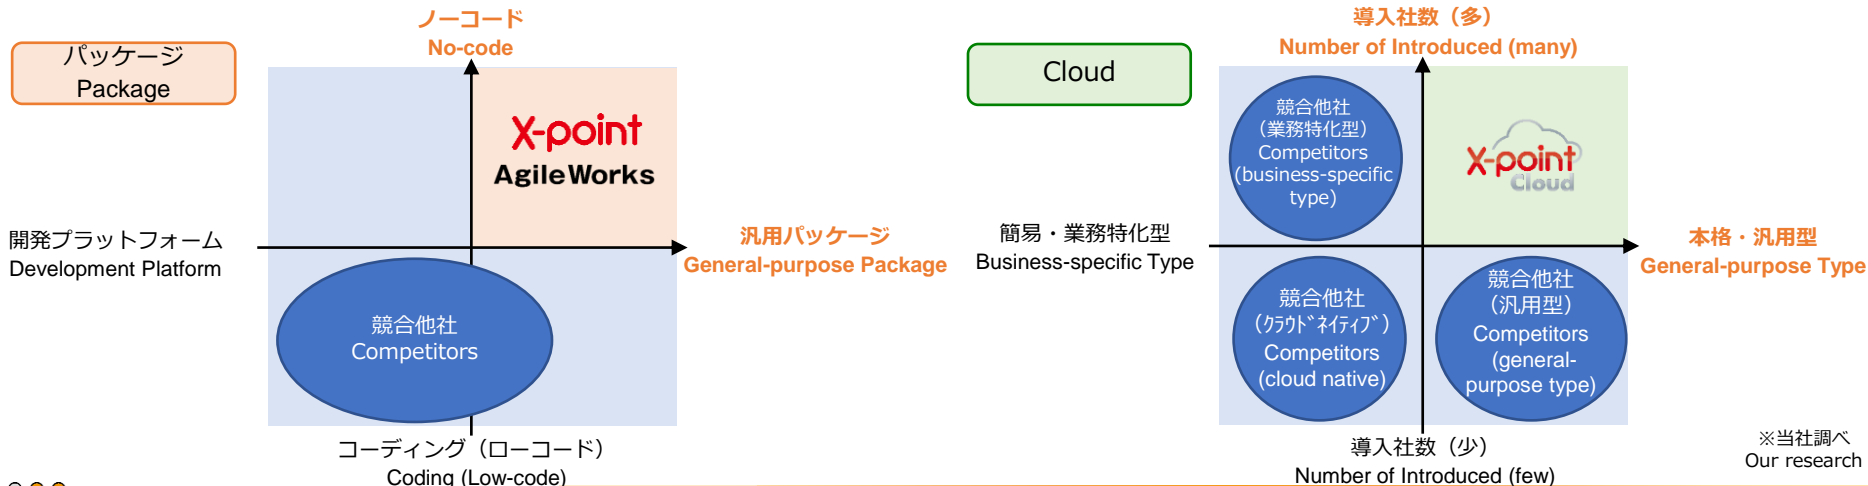 パッケージ
Package
ノーコード
No-code
X-point
AgileWorks
開発プラットフォーム
Development Platform
汎用パッケージ
General-purpose Package
競合他社
Competitors
コーディング（ローコード）
Coding (Low-code)
Cloud
導入社数（多）
Number of Introduced (many)
競合他社
（業務特化型）
Competitors
(business-specific
type)
X-point
Cloud
簡易・業務特化型
Business-specific Type
本格・汎用型
General-purpose Type
競合他社
（ｸﾗｳﾄﾞﾈｲﾃｨﾌﾞ）
Competitors
(cloud native)
競合他社
（汎用型）
Competitors
(general-
purpose type)
導入社数（少）
Number of Introduced (few)
※当社調べ
Our research